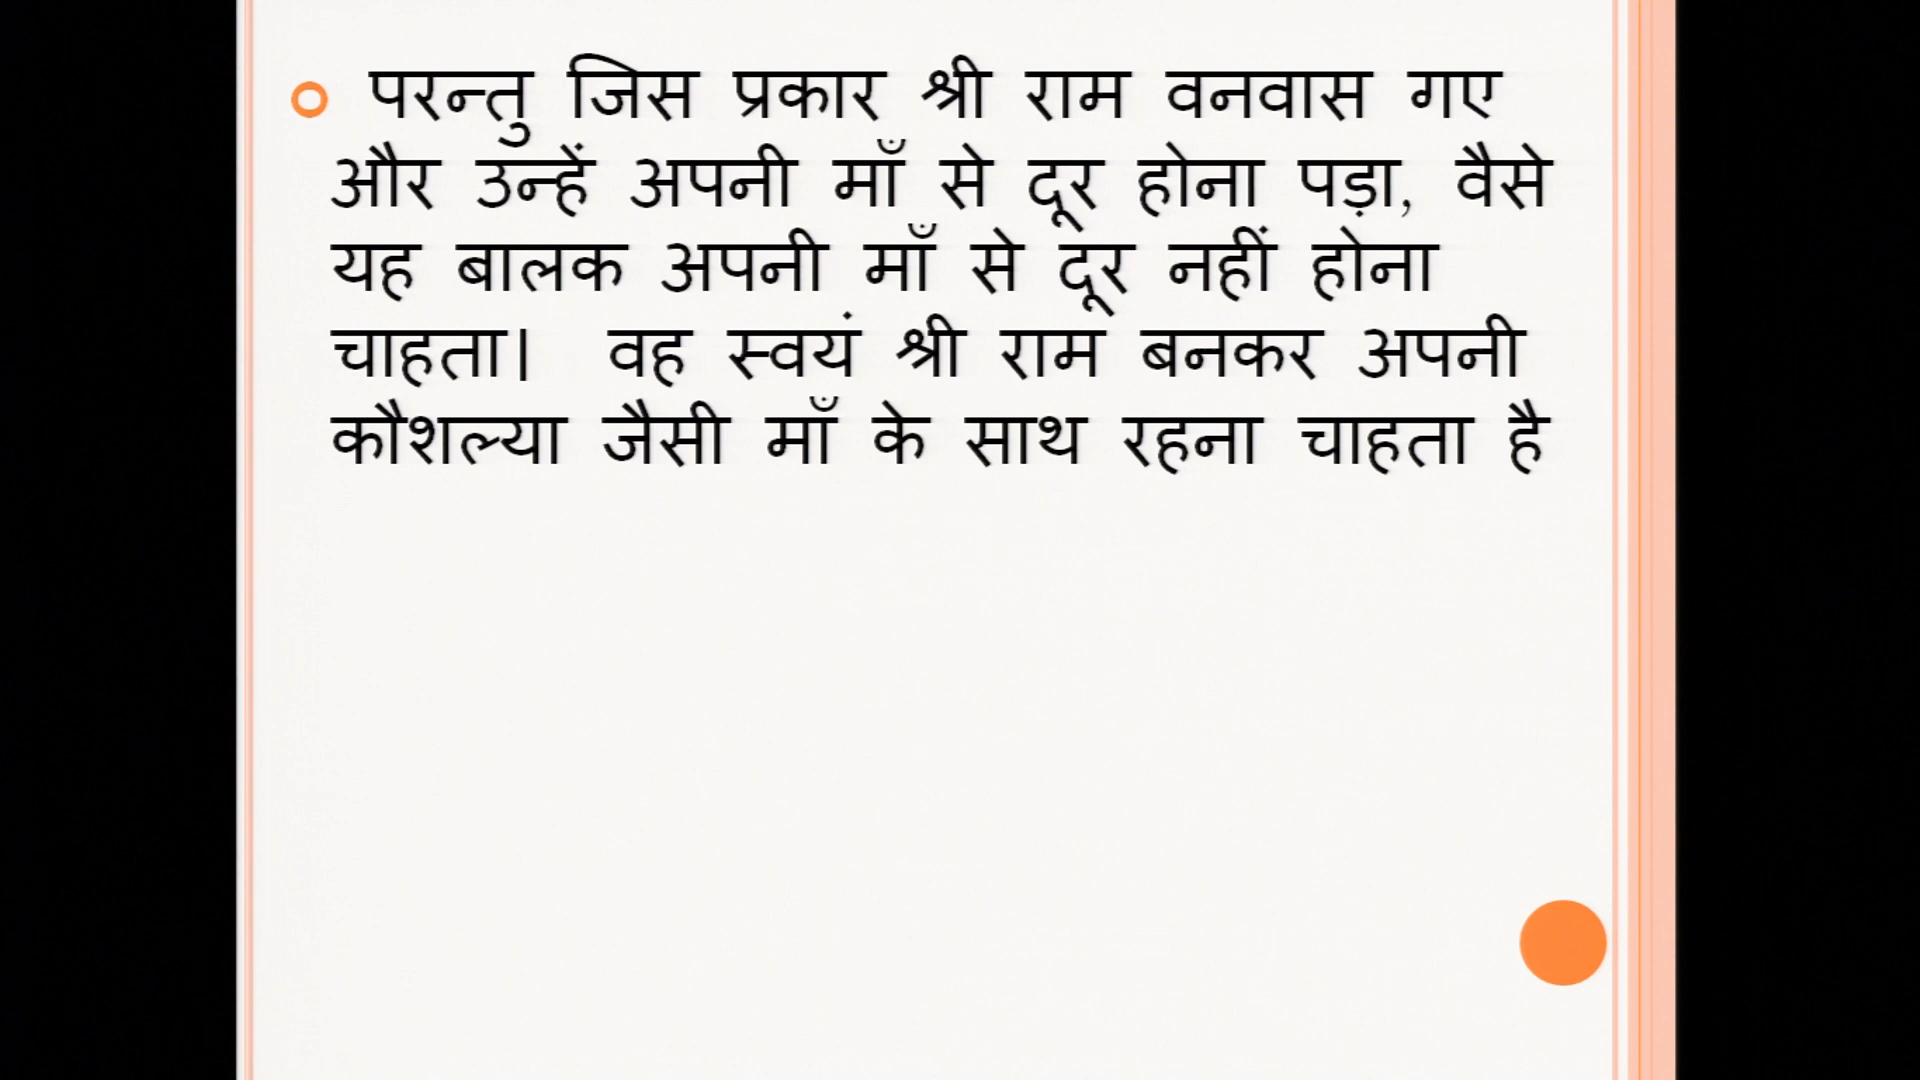 परन्तु जिस प्रकार श्री राम वनवास गए
और उन्हें अपनी माँ से दूर होना पड़ा, वैसे
यह बालक अपनी माँ से दूर नहीं होना
चाहता। वह स्वयं श्री राम बनकर अपनी
कौशल्या जैसी माँ के साथ रहना चाहता है